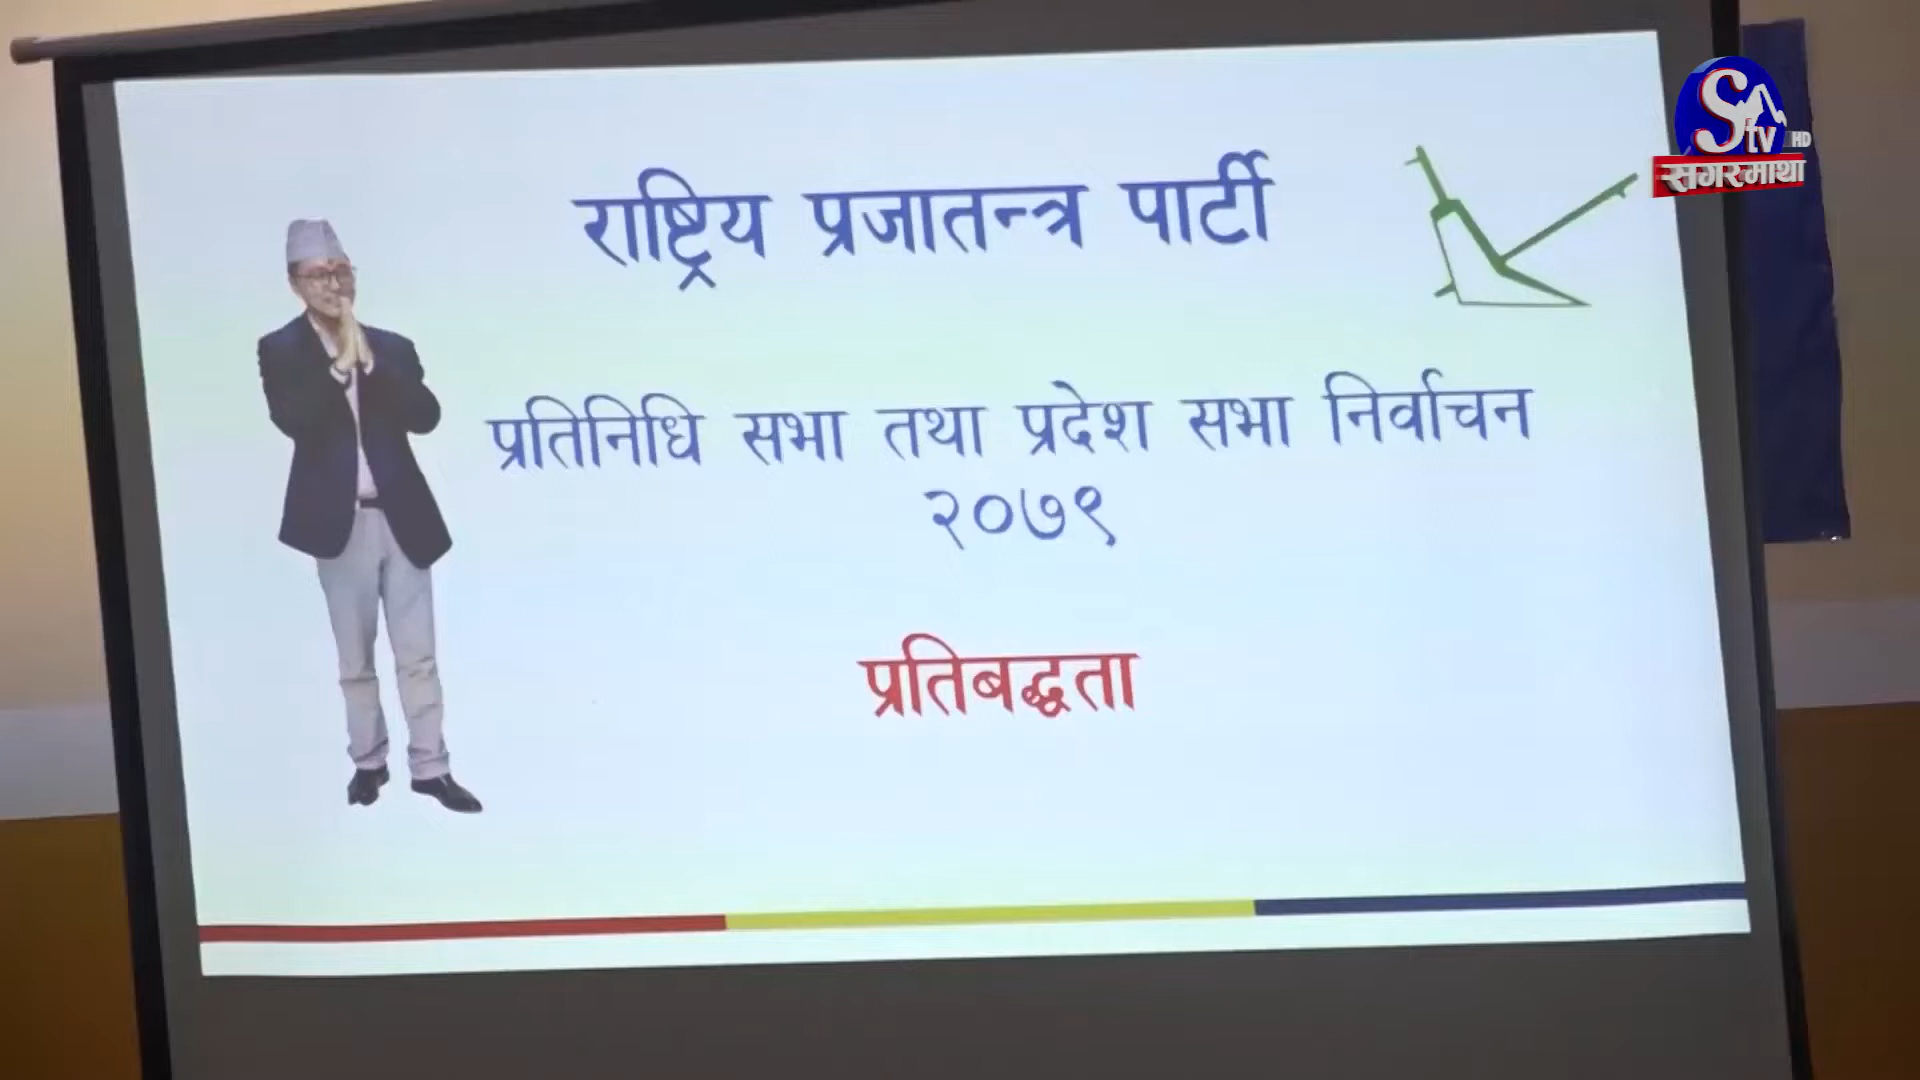 राष्ट्रिय प्रजातन्त्र पार्टी
प्रतिनिधि सभा तथा प्रदेश सभा निर्वाचन
२०७९
प्रतिबद्धता
S tv HD
सगरमाथा